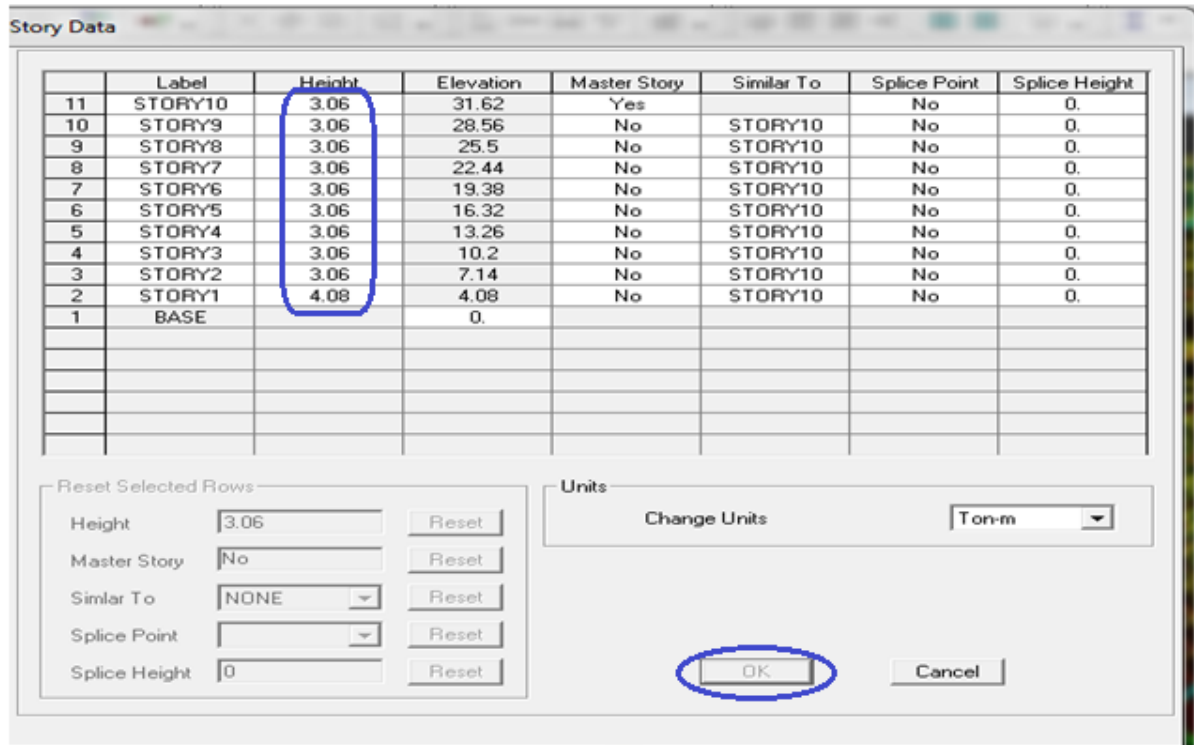 Story Data
Label Height Elevation Master Story Similar To Splice Point Splice Height
11 STORY10 3.06 31.62 Yes No 0.
10 STORY9 3.06 28.56 No STORY10 No 0.
9 STORY8 3.06 25.5 No STORY10 No 0.
8 STORY7 3.06 22.44 No STORY10 No 0.
7 STORY6 3.06 19.38 No STORY10 No 0.
6 STORY5 3.06 16.32 No STORY10 No 0.
5 STORY4 3.06 13.26 No STORY10 No 0.
4 STORY3 3.06 10.2 No STORY10 No 0.
3 STORY2 3.06 7.14 No STORY10 No 0.
2 STORY1 4.08 4.08 No STORY10 No 0.
1 BASE 0.
Reset Selected Rows
Height 3.06 Reset
Master Story No Reset
Simlar To NONE Reset
Splice Point Reset
Splice Height 0 Reset
Units
Change Units Ton-m
OK Cancel